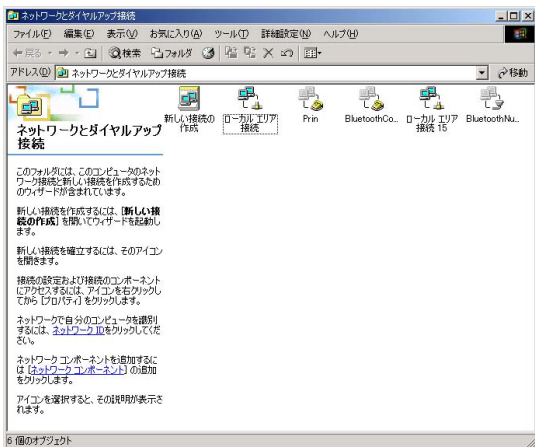 ネットワークとダイヤルアップ接続
ファイル(F) 編集(E) 表示(V) お気に入り(A) ツール(T) 詳細設定(N) ヘルプ(H)
戻る 検索 フォルダ
アドレス(D) ネットワークとダイヤルアップ接続 移動
ネットワークとダイヤルアップ
接続
このフォルダには、このコンピュータのネット
ワーク接続と新しい接続を作成するため
のウィザードが含まれています。
新しい接続を作成するには、[新しい接
続の作成] を開いてウィザードを起動し
ます。
新しい接続を確立するには、そのアイコン
を開きます。
接続の設定および接続のコンポーネント
にアクセスするには、アイコンを右クリックし
てから [プロパティ] をクリックします。
ネットワークで自分のコンピュータを識別
するには、ネットワーク IDをクリックしてくだ
さい。
ネットワーク コンポーネントを追加するに
は [ネットワーク コンポーネント] の追加
をクリックします。
アイコンを選択すると、その説明が表示さ
れます。
新しい接続の
作成
ローカル エリア
接続
Prin
BluetoothCo...
ローカル エリア
接続 15
BluetoothNu...
6 個のオブジェクト